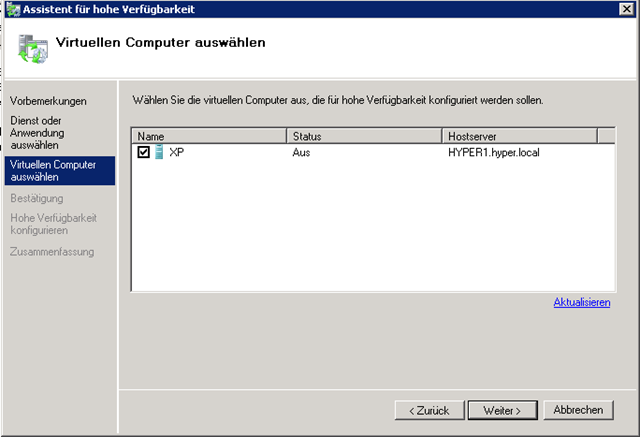 Assistent für hohe Verfügbarkeit
Virtuellen Computer auswählen
Vorbemerkungen
Dienst oder
Anwendung
auswählen
Virtuellen Computer
auswählen
Bestätigung
Hohe Verfügbarkeit
konfigurieren
Zusammenfassung
Wählen Sie die virtuellen Computer aus, die für hohe Verfügbarkeit konfiguriert werden sollen.
Name Status Hostserver
XP Aus HYPER1.hyper.local
Aktualisieren
< Zurück Weiter > Abbrechen